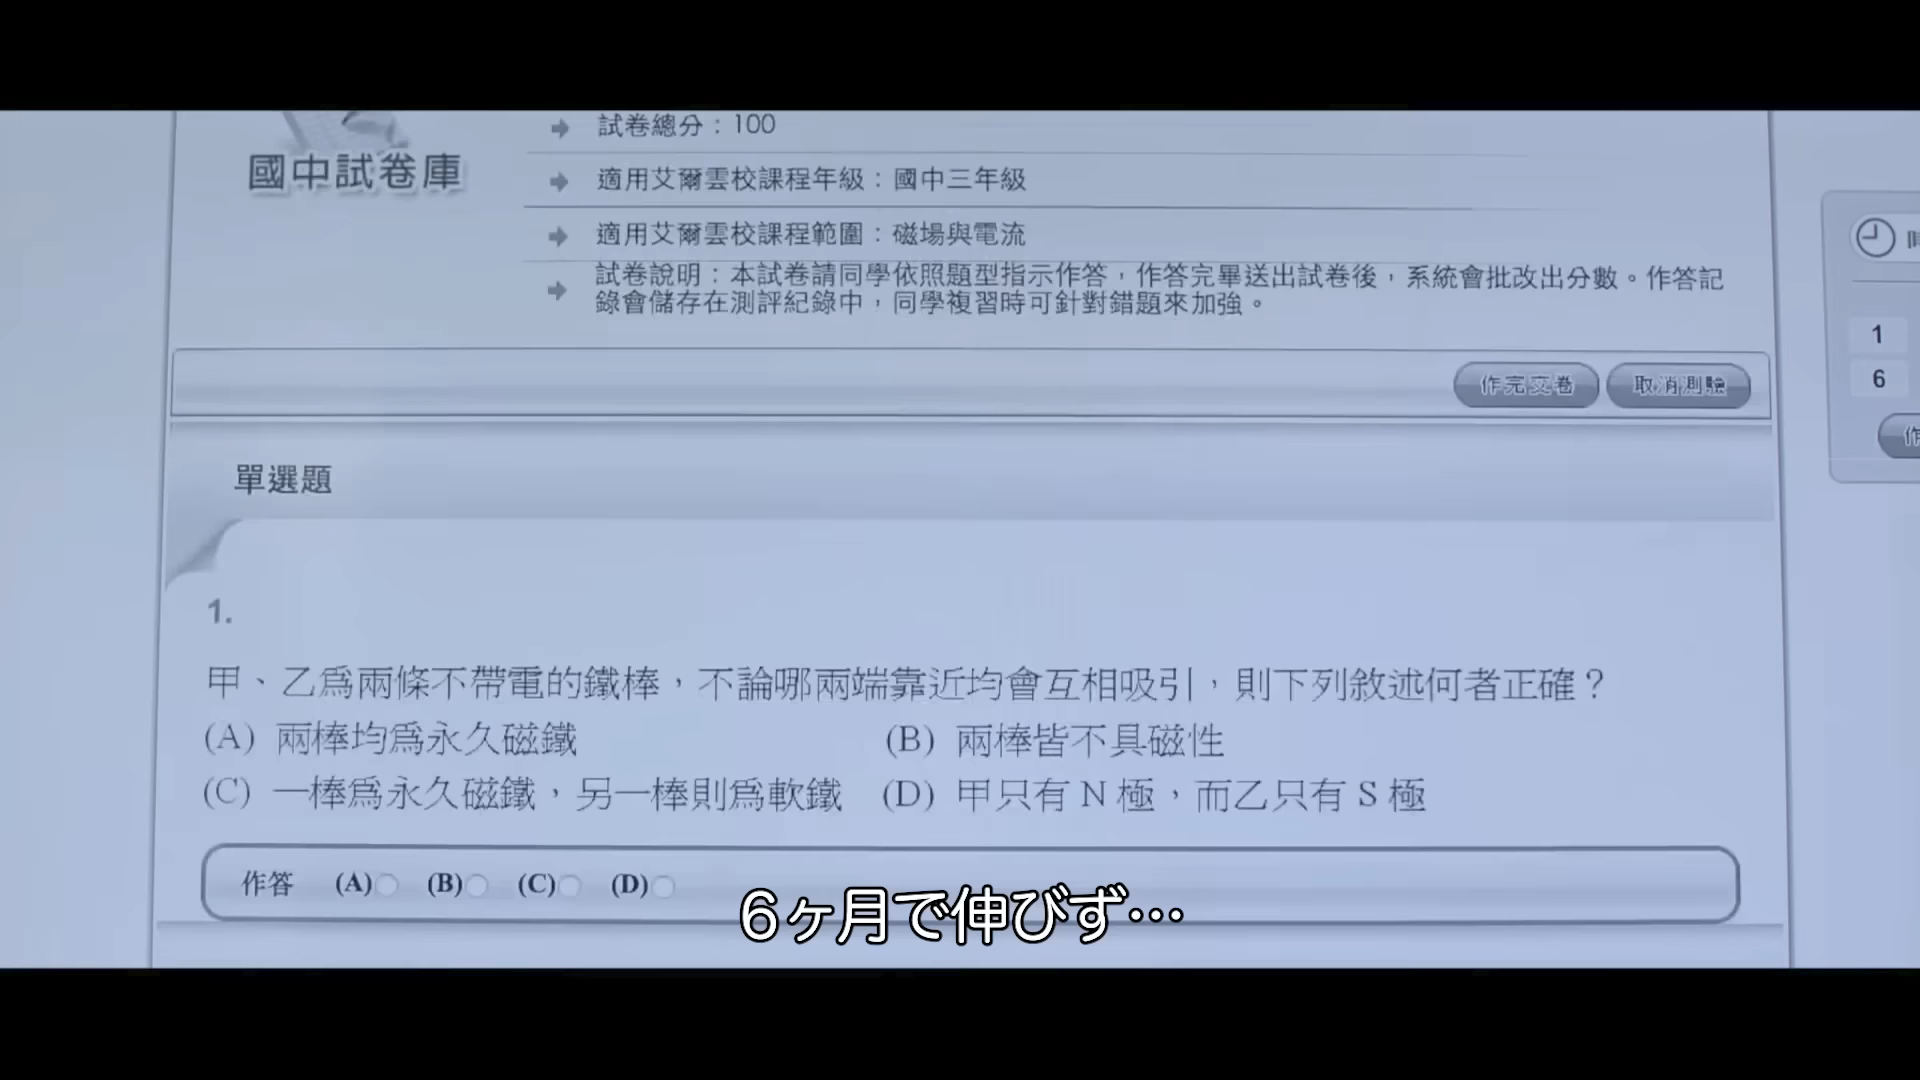 試卷總分：100
國中試卷庫
適用艾爾雲校課程年級：國中三年級
適用艾爾雲校課程範圍：磁場與電流
試卷說明：本試卷請同學依照題型指示作答，作答完畢送出試卷後，系統會批改出分數。作答記
錄會儲存在測評紀錄中，同學複習時可針對錯題來加強。
1
6
作完交卷 取消測驗
單選題
1.
甲、乙為兩條不帶電的鐵棒，不論哪兩端靠近均會互相吸引，則下列敘述何者正確？
(A) 兩棒均為永久磁鐵 (B) 兩棒皆不具磁性
(C) 一棒為永久磁鐵，另一棒則為軟鐵 (D) 甲只有 N 極，而乙只有 S 極
作答 (A) (B) (C) (D)
6ヶ月で伸びず…